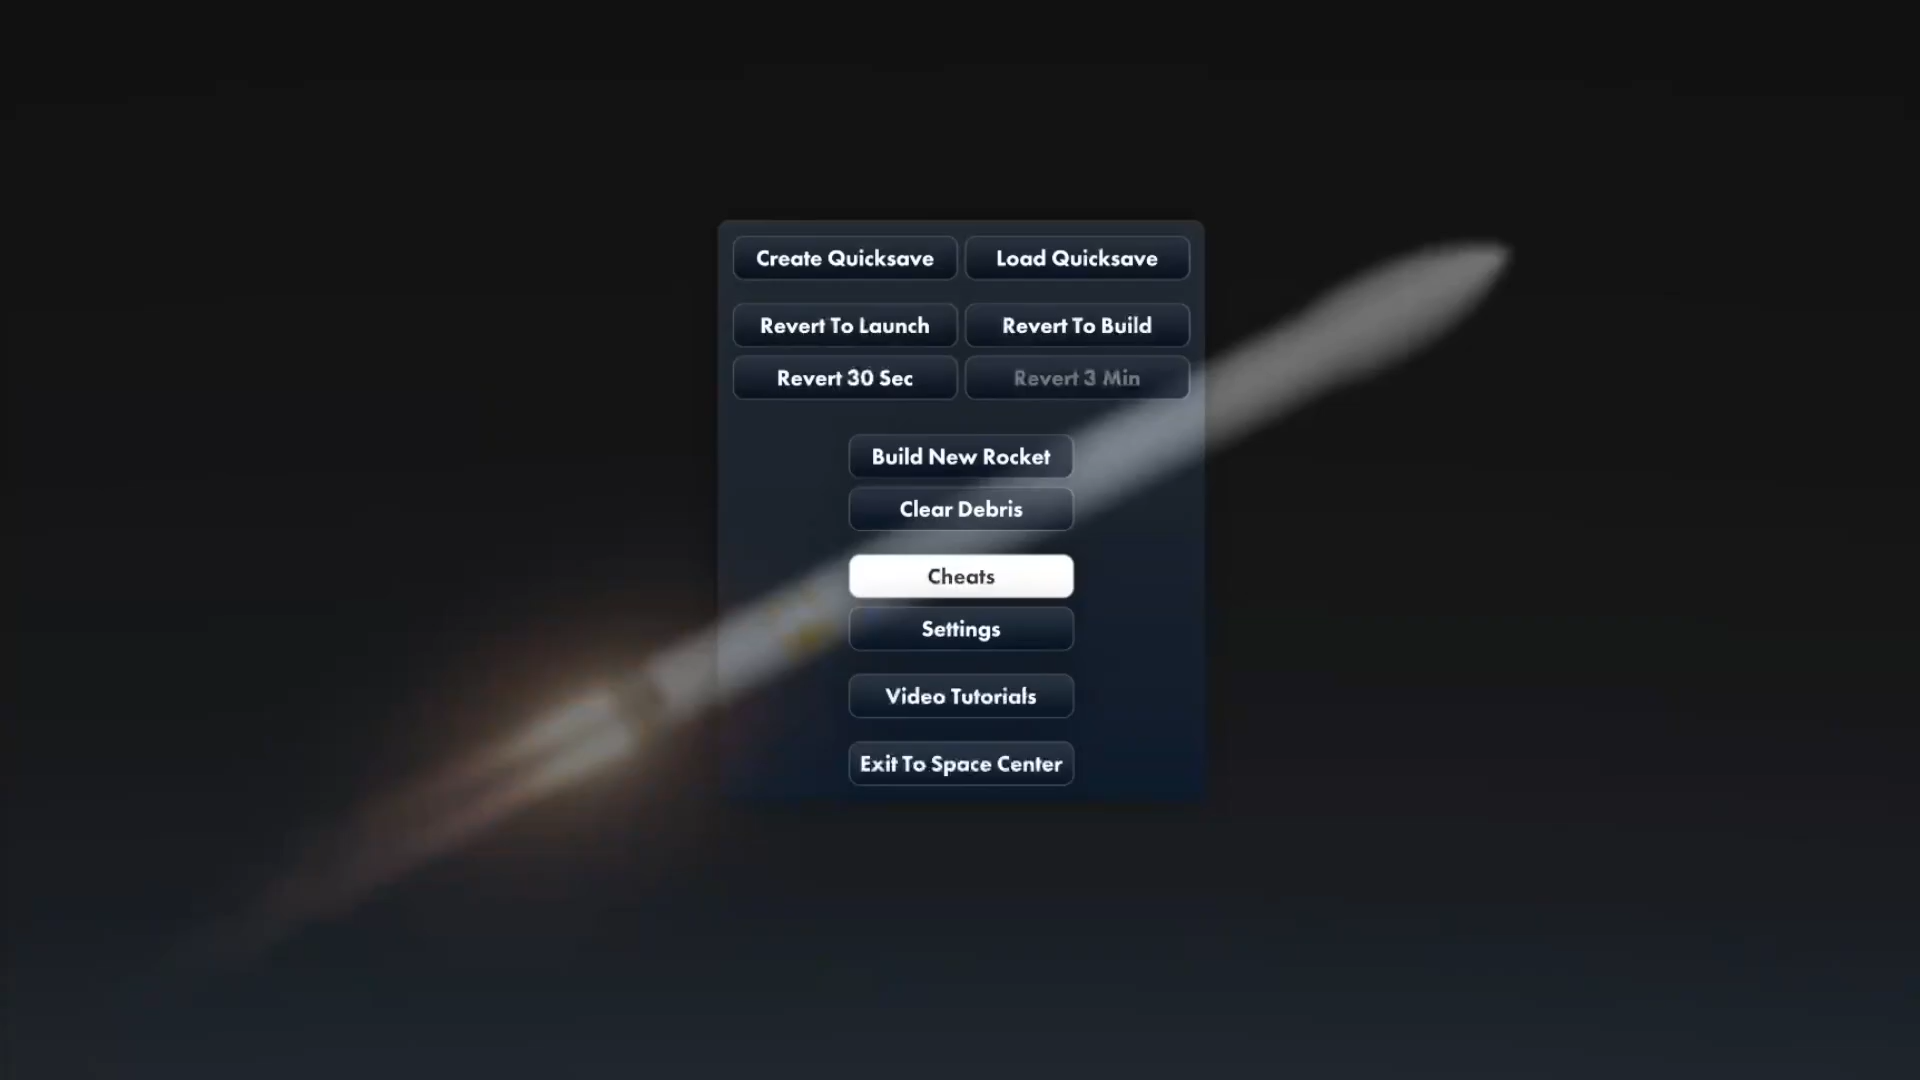 Create Quicksave
Load Quicksave
Revert To Launch
Revert To Build
Revert 30 Sec
Revert 3 Min
Build New Rocket
Clear Debris
Cheats
Settings
Video Tutorials
Exit To Space Center